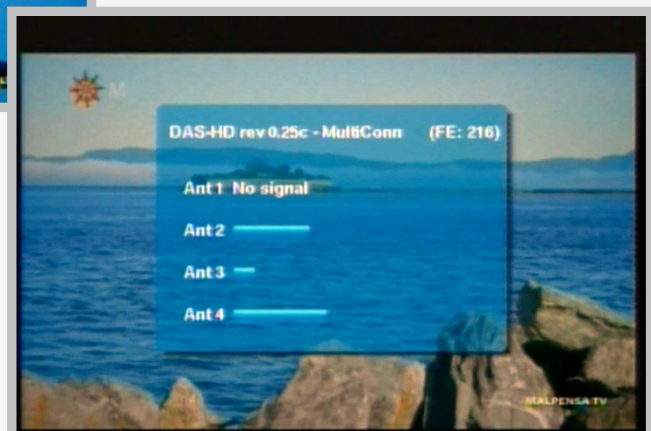 DAS-HD rev 0.25c - MultiConn (FE: 216)
Ant 1 No signal
Ant 2
Ant 3
Ant 4
MALPENSA TV